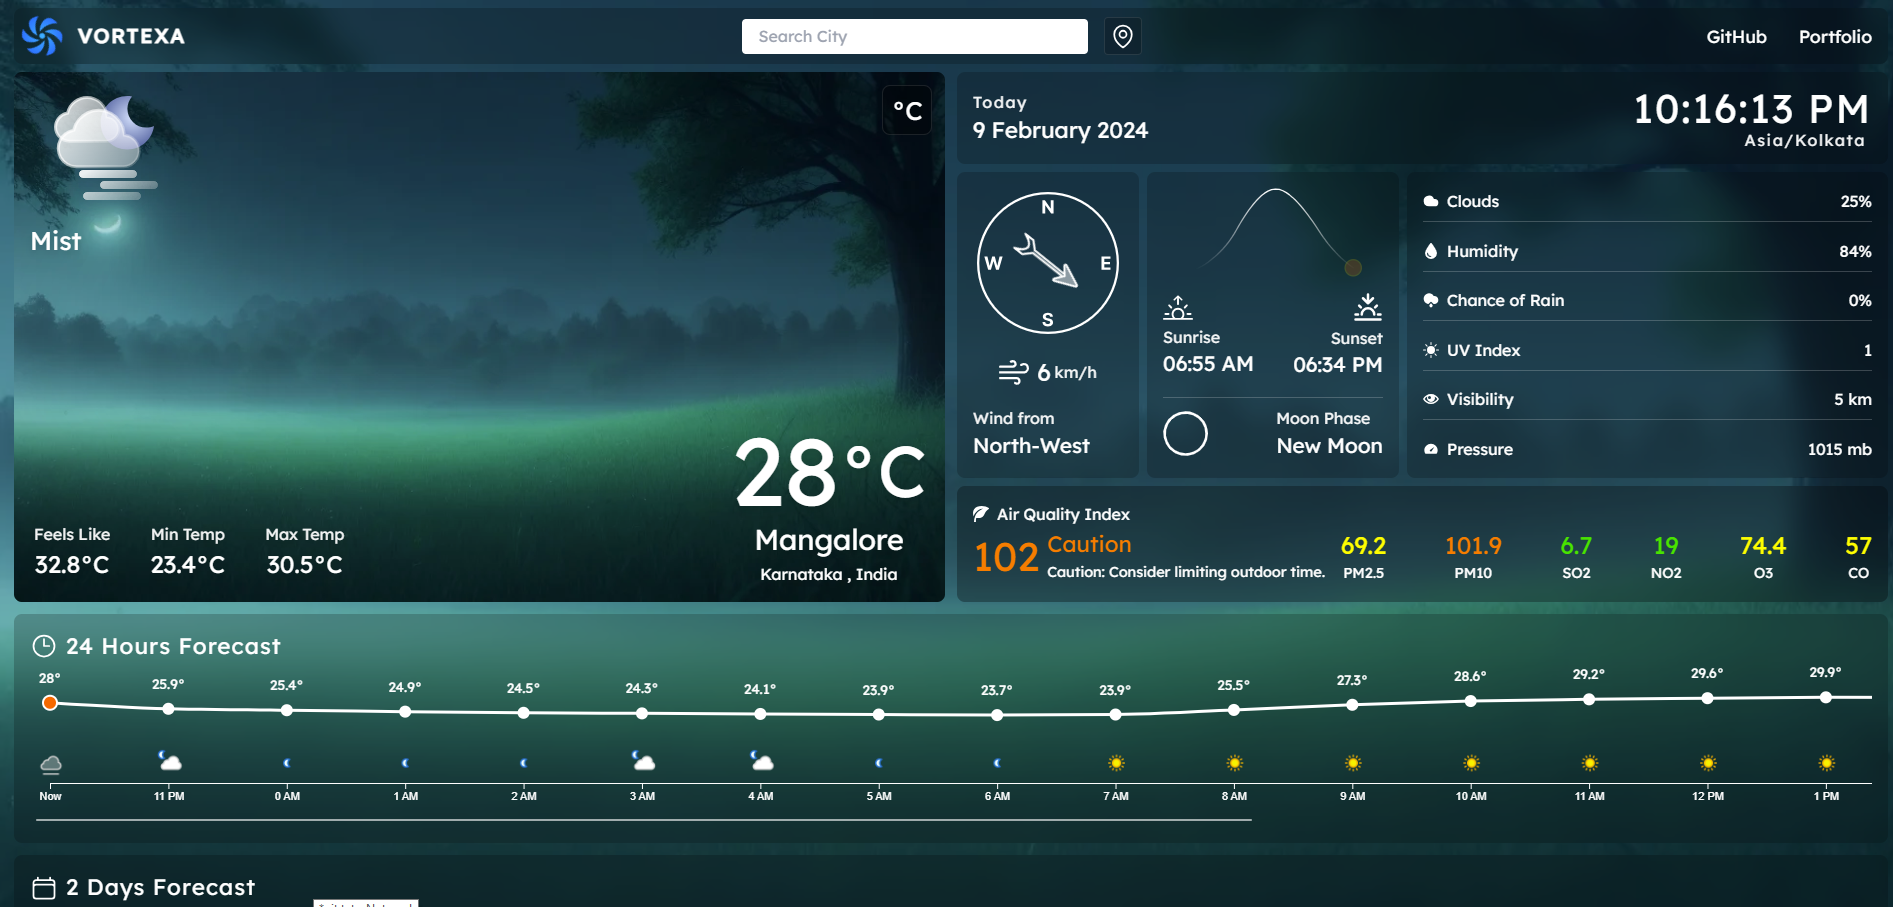 VORTEXA
Search City
GitHub Portfolio
°C
Mist
28°C
Mangalore
Karnataka , India
Feels Like Min Temp Max Temp
32.8°C 23.4°C 30.5°C
Today
9 February 2024
10:16:13 PM
Asia/Kolkata
N
W E
S
6 km/h
Wind from
North-West
Sunrise Sunset
06:55 AM 06:34 PM
Moon Phase
New Moon
Clouds 25%
Humidity 84%
Chance of Rain 0%
UV Index 1
Visibility 5 km
Pressure 1015 mb
Air Quality Index
102 Caution
Caution: Consider limiting outdoor time.
69.2 101.9 6.7 19 74.4 57
PM2.5 PM10 SO2 NO2 O3 CO
24 Hours Forecast
28° 25.9° 25.4° 24.9° 24.5° 24.3° 24.1° 23.9° 23.7° 23.9° 25.5° 27.3° 28.6° 29.2° 29.6° 29.9°
Now 11 PM 0 AM 1 AM 2 AM 3 AM 4 AM 5 AM 6 AM 7 AM 8 AM 9 AM 10 AM 11 AM 12 PM 1 PM
2 Days Forecast